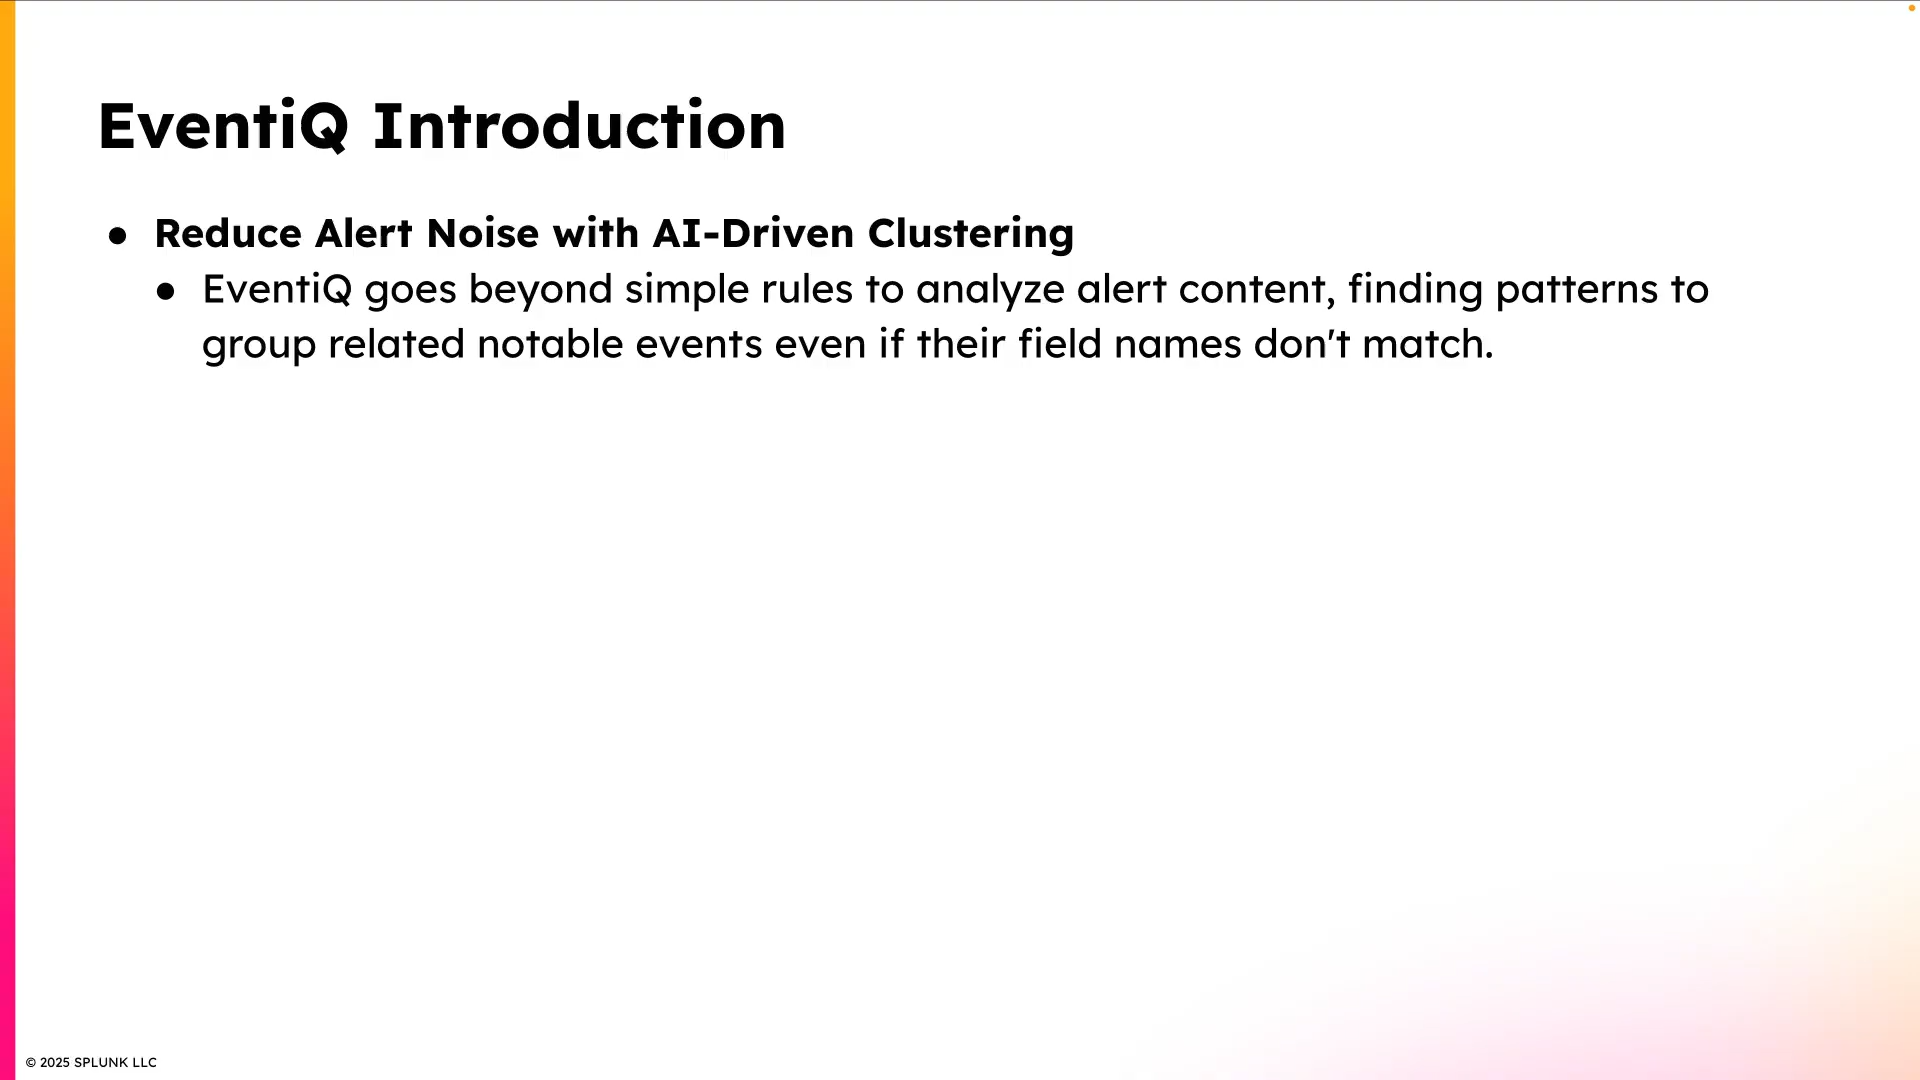 EventiQ Introduction
● Reduce Alert Noise with AI-Driven Clustering
● EventiQ goes beyond simple rules to analyze alert content, finding patterns to
group related notable events even if their field names don't match.
© 2025 SPLUNK LLC